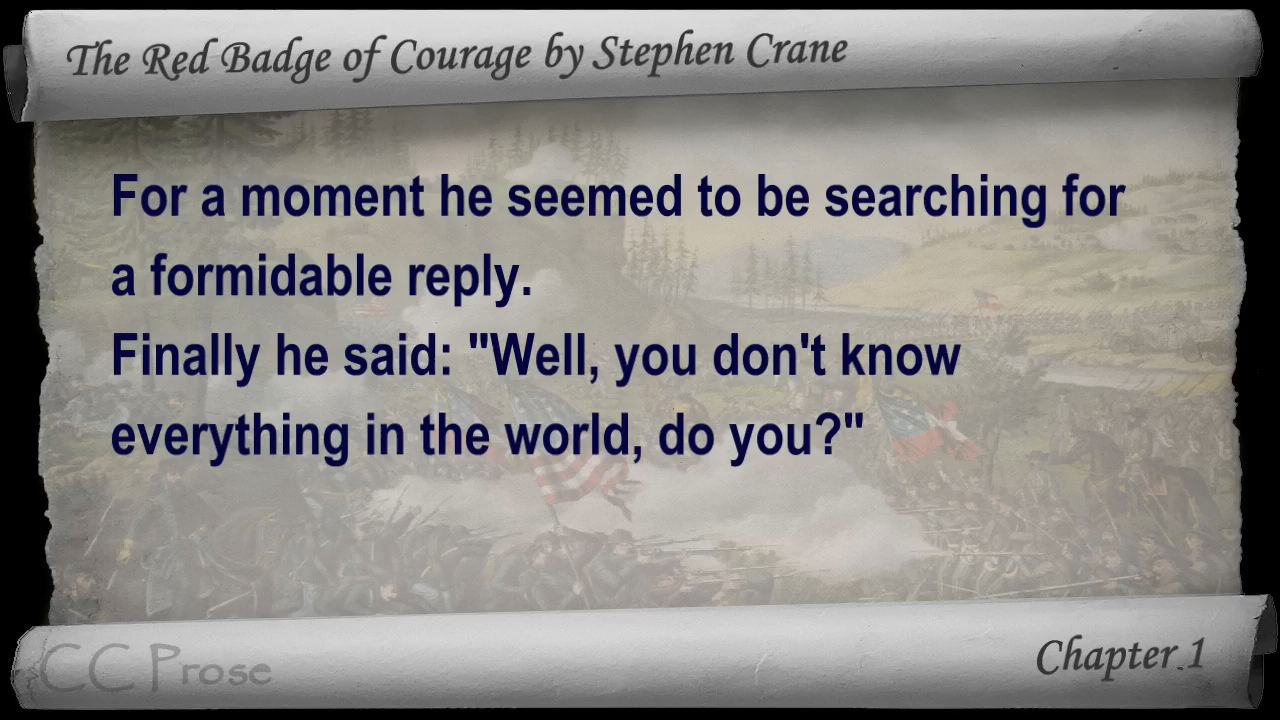 The Red Badge of Courage by Stephen Crane
For a moment he seemed to be searching for
a formidable reply.
Finally he said: "Well, you don't know
everything in the world, do you?"
CC Prose
Chapter 1